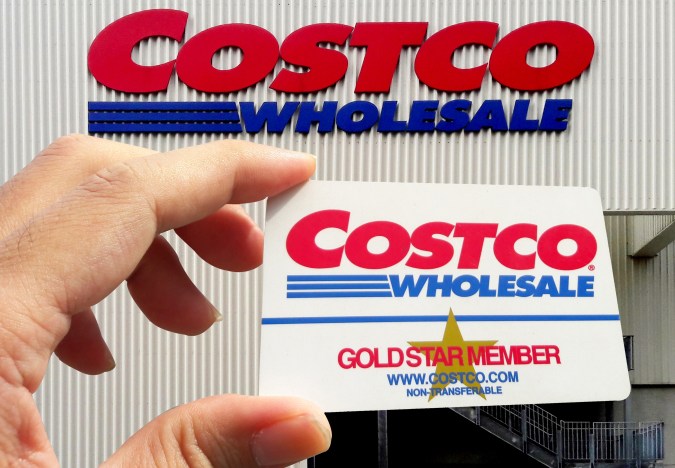 COSTCO
WHOLESALE
COSTCO®
WHOLESALE
GOLD STAR MEMBER
WWW.COSTCO.COM
NON-TRANSFERABLE